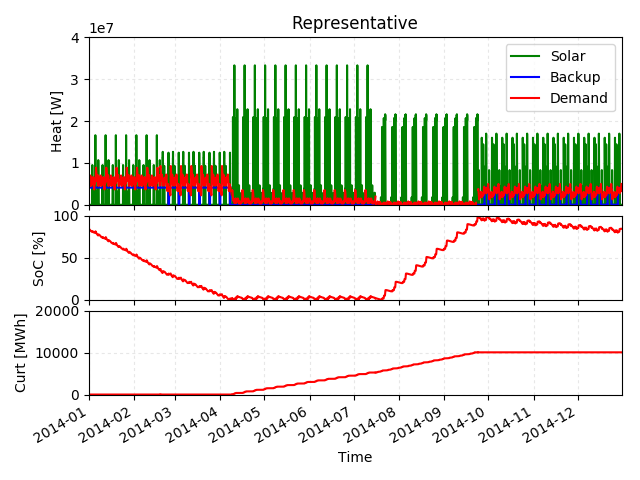 Representative
1e7
4
3
2
1
0
Heat [W]
Solar
Backup
Demand
100
50
0
SoC [%]
20000
10000
0
Curt [MWh]
2014-01
2014-02
2014-03
2014-04
2014-05
2014-06
2014-07
2014-08
2014-09
2014-10
2014-11
2014-12
Time